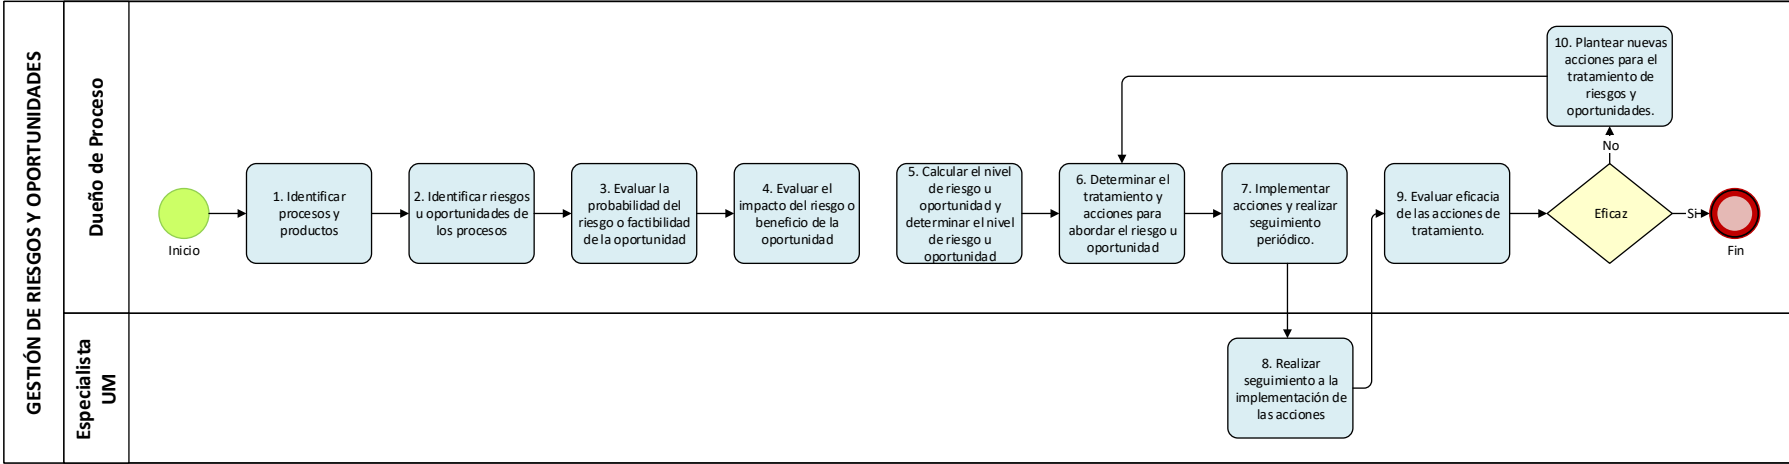 GESTIÓN DE RIESGOS Y OPORTUNIDADES
Dueño de Proceso
Inicio
1. Identificar
procesos y
productos
2. Identificar riesgos
u oportunidades de
los procesos
3. Evaluar la
probabilidad del
riesgo o factibilidad
de la oportunidad
4. Evaluar el
impacto del riesgo o
beneficio de la
oportunidad
5. Calcular el nivel
de riesgo u
oportunidad y
determinar el nivel
de riesgo u
oportunidad
6. Determinar el
tratamiento y
acciones para
abordar el riesgo u
oportunidad
7. Implementar
acciones y realizar
seguimiento
periódico.
9. Evaluar eficacia
de las acciones de
tratamiento.
Eficaz
No
10. Plantear nuevas
acciones para el
tratamiento de
riesgos y
oportunidades.
Si
Fin
Especialista
UM
8. Realizar
seguimiento a la
implementación de
las acciones